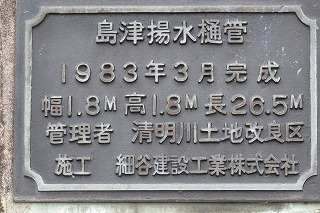 島津揚水樋管
1983年3月完成
幅1.8M 高1.8M 長26.5M
管理者 清明川土地改良区
施工 細谷建設工業株式会社